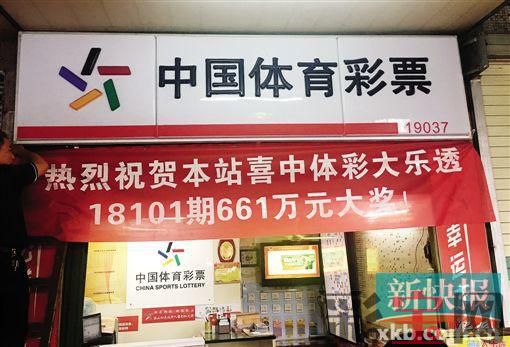 中国体育彩票
19037
热烈祝贺本站喜中体彩大乐透
18101期661万元大奖!
中国体育彩票
CHINA SPORTS LOTTERY
幸运
新快报
xkb.com